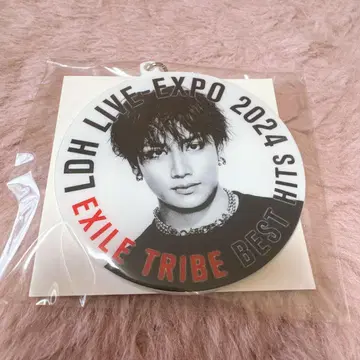 LDH LIVE-EXPO 2024
EXILE TRIBE BEST HITS